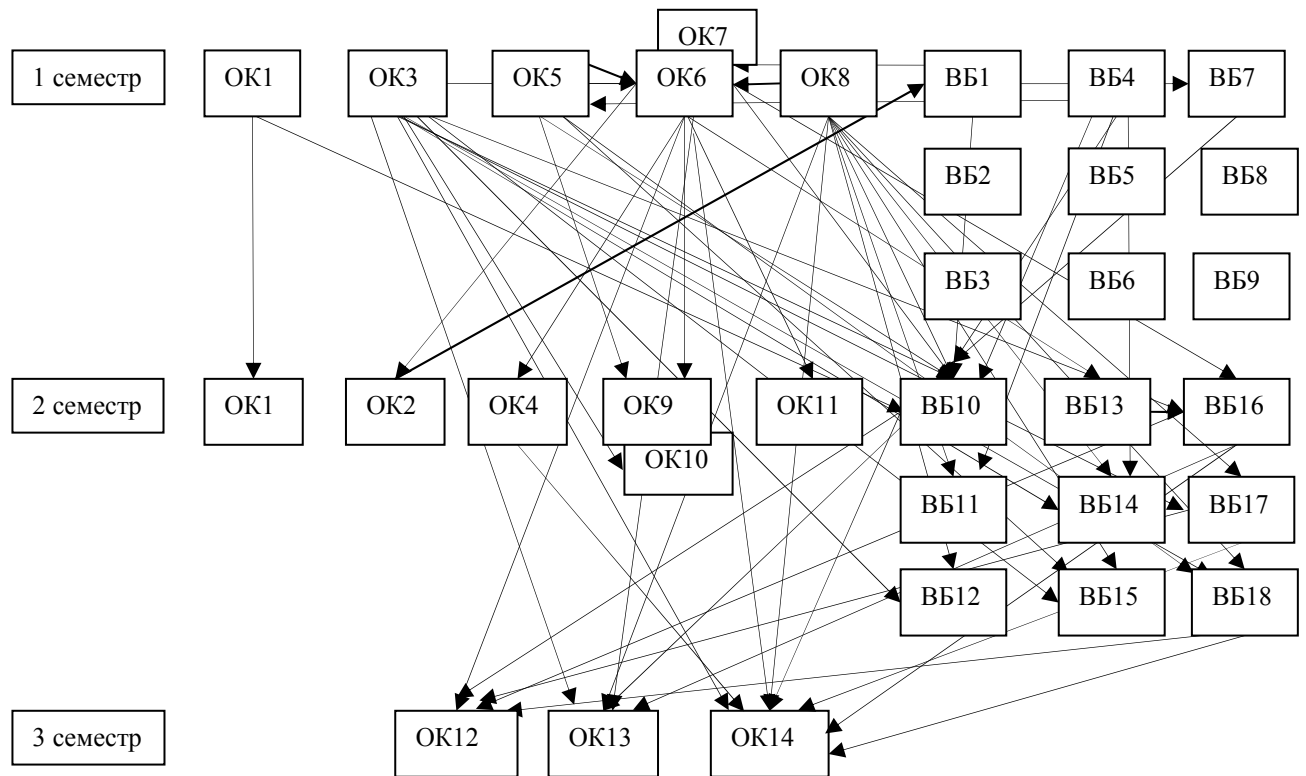 ОК7
1 семестр ОК1 ОК3 ОК5 ОК6 ОК8 ВБ1 ВБ4 ВБ7
ВБ2 ВБ5 ВБ8
ВБ3 ВБ6 ВБ9
2 семестр ОК1 ОК2 ОК4 ОК9 ОК11 ВБ10 ВБ13 ВБ16
ОК10
ВБ11 ВБ14 ВБ17
ВБ12 ВБ15 ВБ18
3 семестр ОК12 ОК13 ОК14